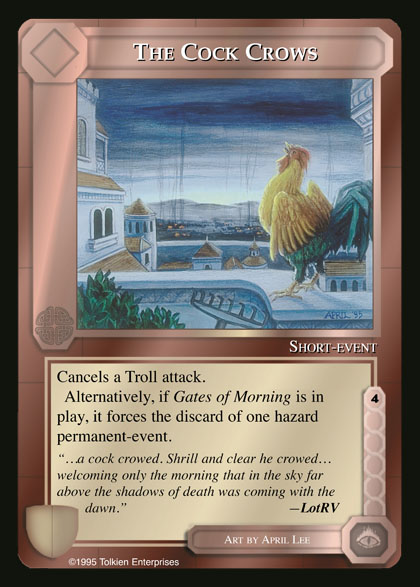 The Cock Crows
APRIL '95
Short-event
Cancels a Troll attack.
Alternatively, if Gates of Morning is in
play, it forces the discard of one hazard
permanent-event.
4
“…a cock crowed. Shrill and clear he crowed…
welcoming only the morning that in the sky far
above the shadows of death was coming with the
dawn.” –LotRV
Art by April Lee
©1995 Tolkien Enterprises